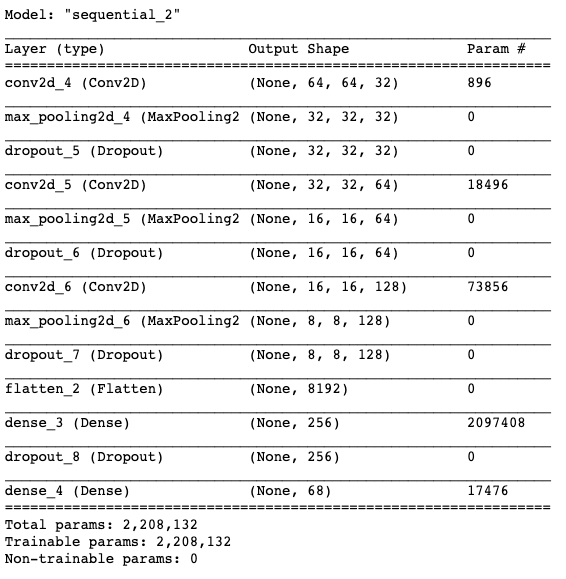 Model: "sequential_2"
Layer (type) Output Shape Param #
conv2d_4 (Conv2D) (None, 64, 64, 32) 896
max_pooling2d_4 (MaxPooling2 (None, 32, 32, 32) 0
dropout_5 (Dropout) (None, 32, 32, 32) 0
conv2d_5 (Conv2D) (None, 32, 32, 64) 18496
max_pooling2d_5 (MaxPooling2 (None, 16, 16, 64) 0
dropout_6 (Dropout) (None, 16, 16, 64) 0
conv2d_6 (Conv2D) (None, 16, 16, 128) 73856
max_pooling2d_6 (MaxPooling2 (None, 8, 8, 128) 0
dropout_7 (Dropout) (None, 8, 8, 128) 0
flatten_2 (Flatten) (None, 8192) 0
dense_3 (Dense) (None, 256) 2097408
dropout_8 (Dropout) (None, 256) 0
dense_4 (Dense) (None, 68) 17476
Total params: 2,208,132
Trainable params: 2,208,132
Non-trainable params: 0